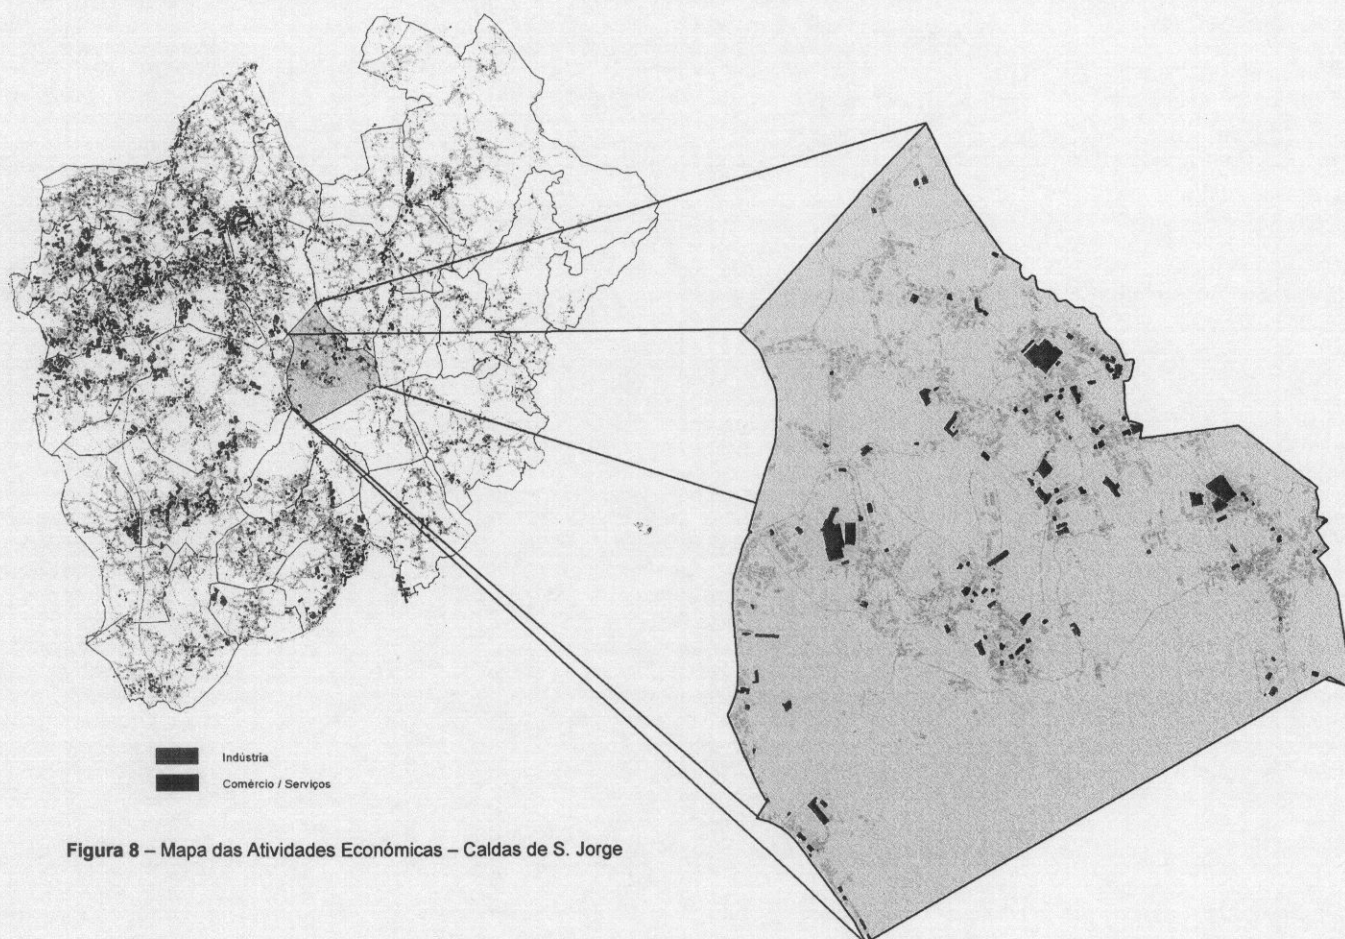 Indústria
Comércio / Serviços
Figura 8 – Mapa das Atividades Económicas – Caldas de S. Jorge